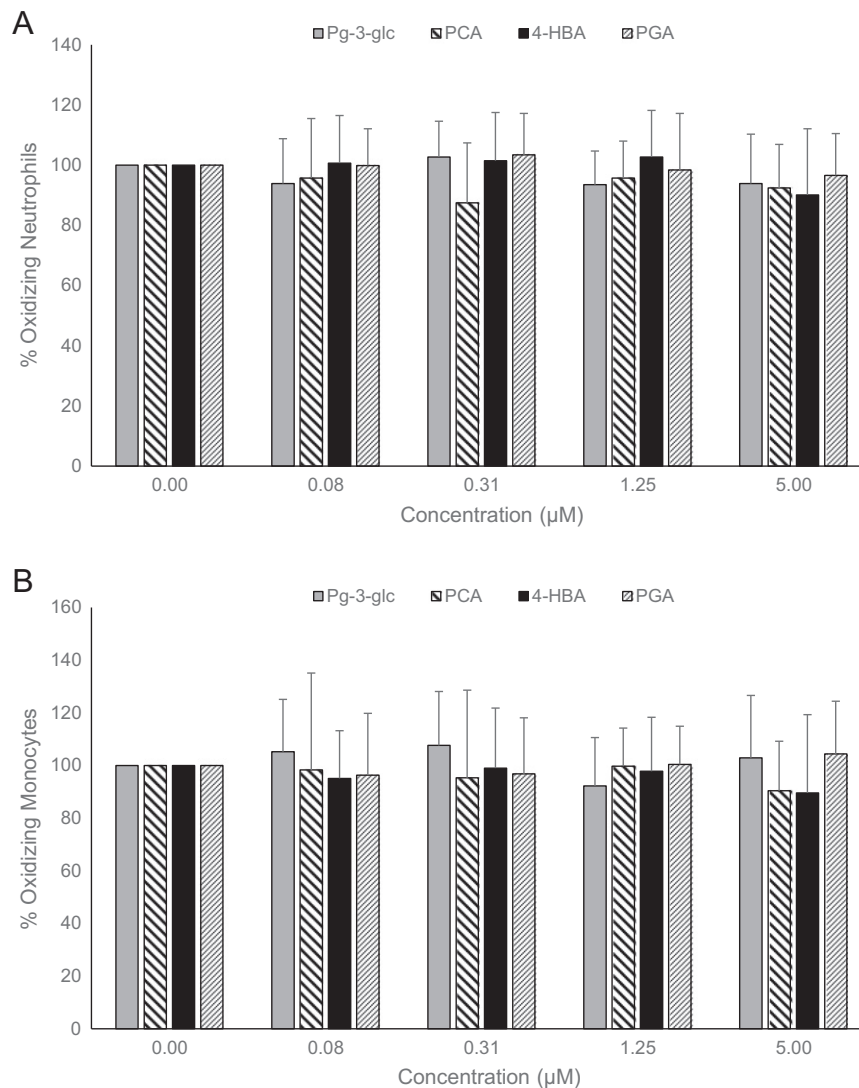 A
Pg-3-glc PCA 4-HBA PGA
140
120
100
80
60
40
20
0
% Oxidizing Neutrophils
0.00 0.08 0.31 1.25 5.00
Concentration (µM)
B
Pg-3-glc PCA 4-HBA PGA
160
140
120
100
80
60
40
20
0
% Oxidizing Monocytes
0.00 0.08 0.31 1.25 5.00
Concentration (µM)